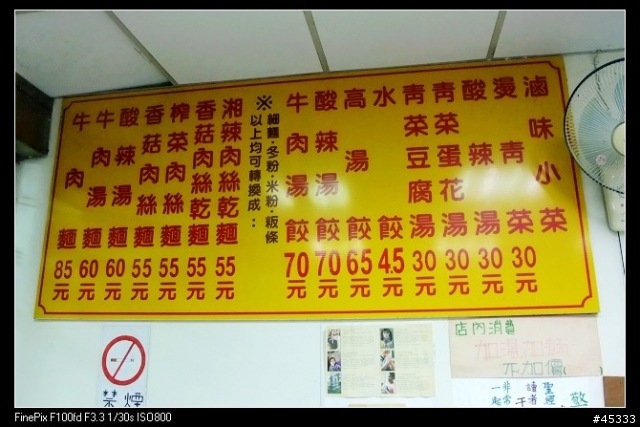 牛肉麵 85元
牛肉湯麵 60元
酸辣湯麵 60元
香菇肉絲麵 55元
榨菜肉絲麵 55元
香菇肉絲乾麵 55元
湘辣肉絲乾麵 55元
※以上均可轉換成：
細麵·冬粉·米粉·粄條
牛肉湯餃 70元
酸辣湯餃 70元
高湯餃 65元
水餃 4.5元
青菜豆腐湯 30元
青菜蛋花湯 30元
酸辣湯 30元
燙青菜 30元
滷味小菜
禁煙
店內消費
加湯加麵
不加價
FinePix F100fd F3.3 1/30s ISO800
#45333